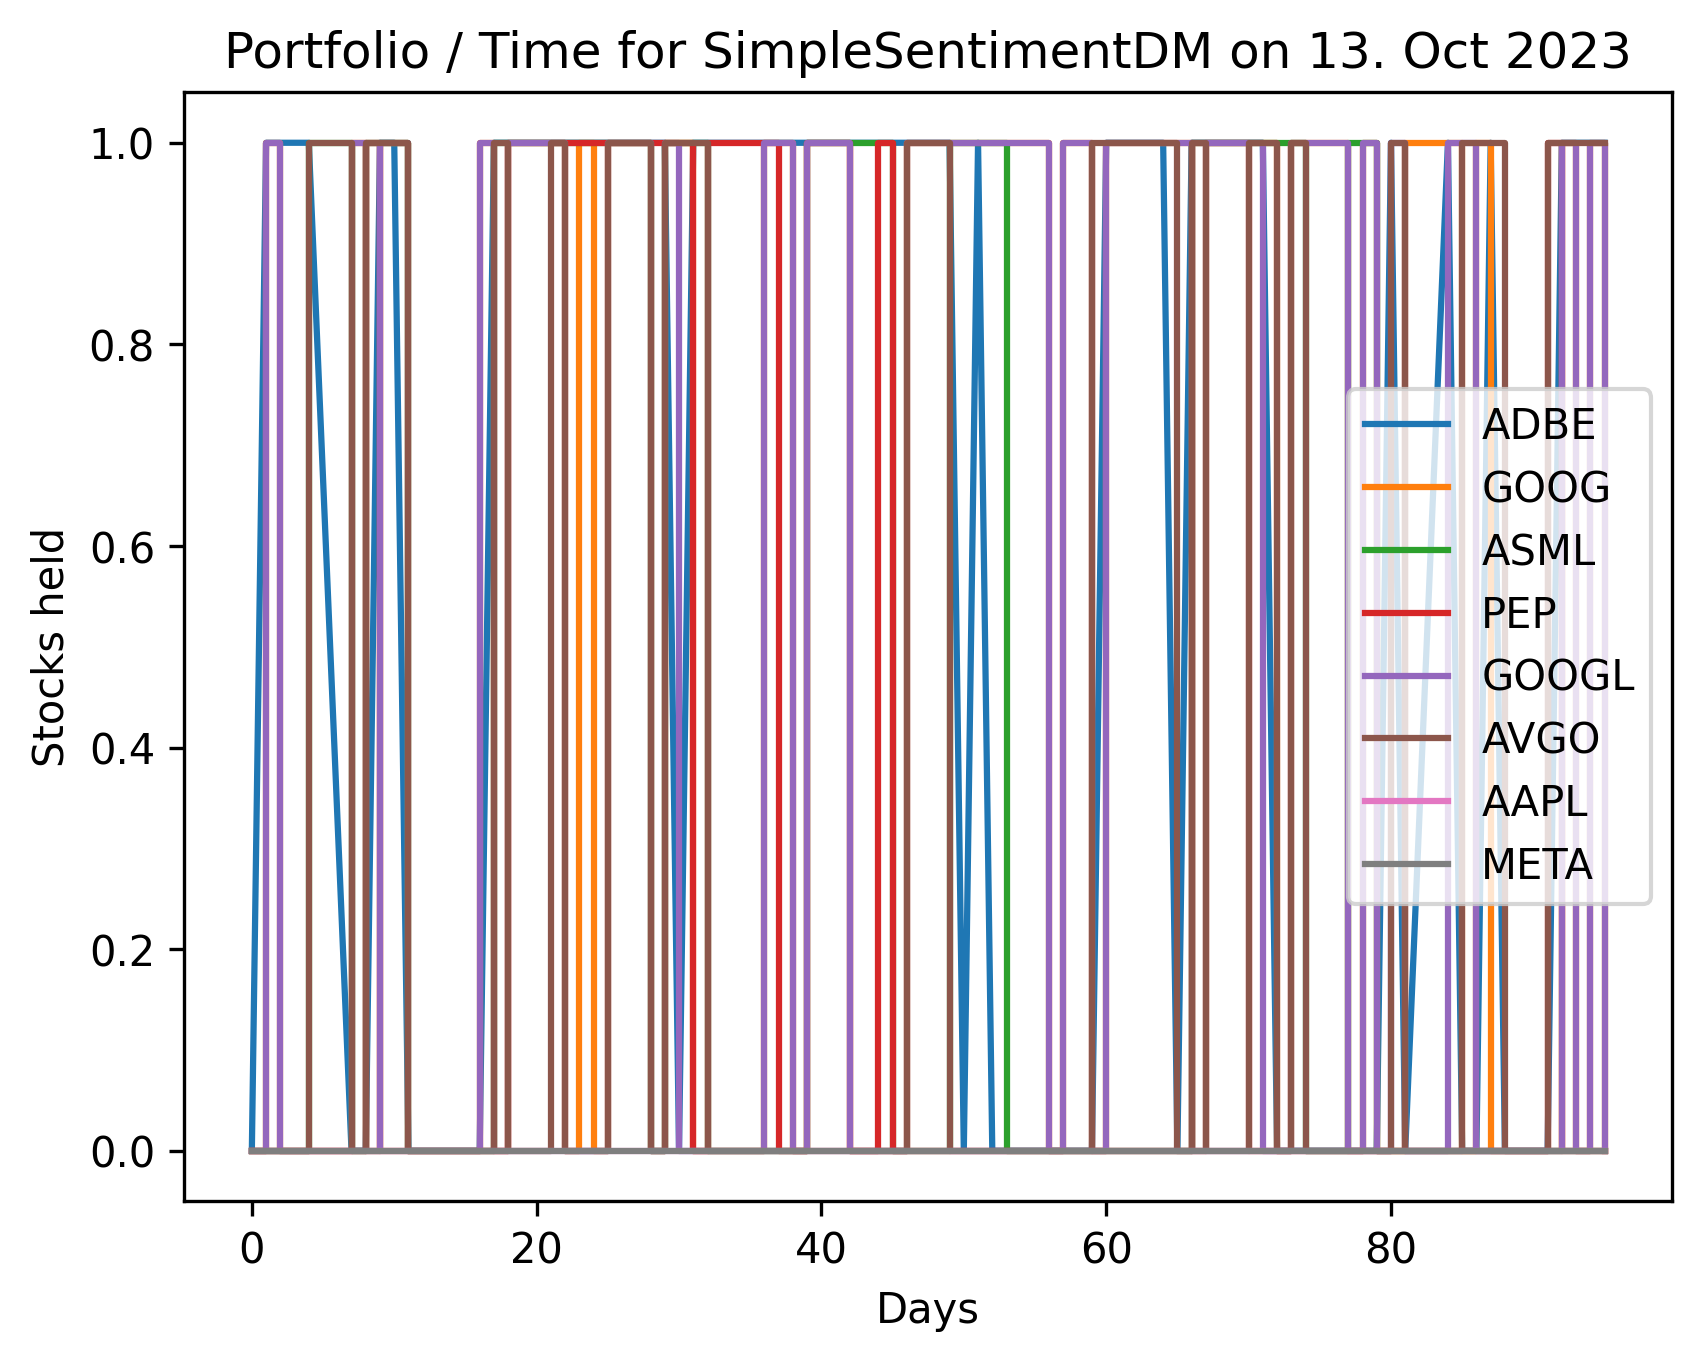 Portfolio / Time for SimpleSentimentDM on 13. Oct 2023
1.0
0.8
0.6
0.4
0.2
0.0
Stocks held
ADBE
GOOG
ASML
PEP
GOOGL
AVGO
AAPL
META
0 20 40 60 80
Days